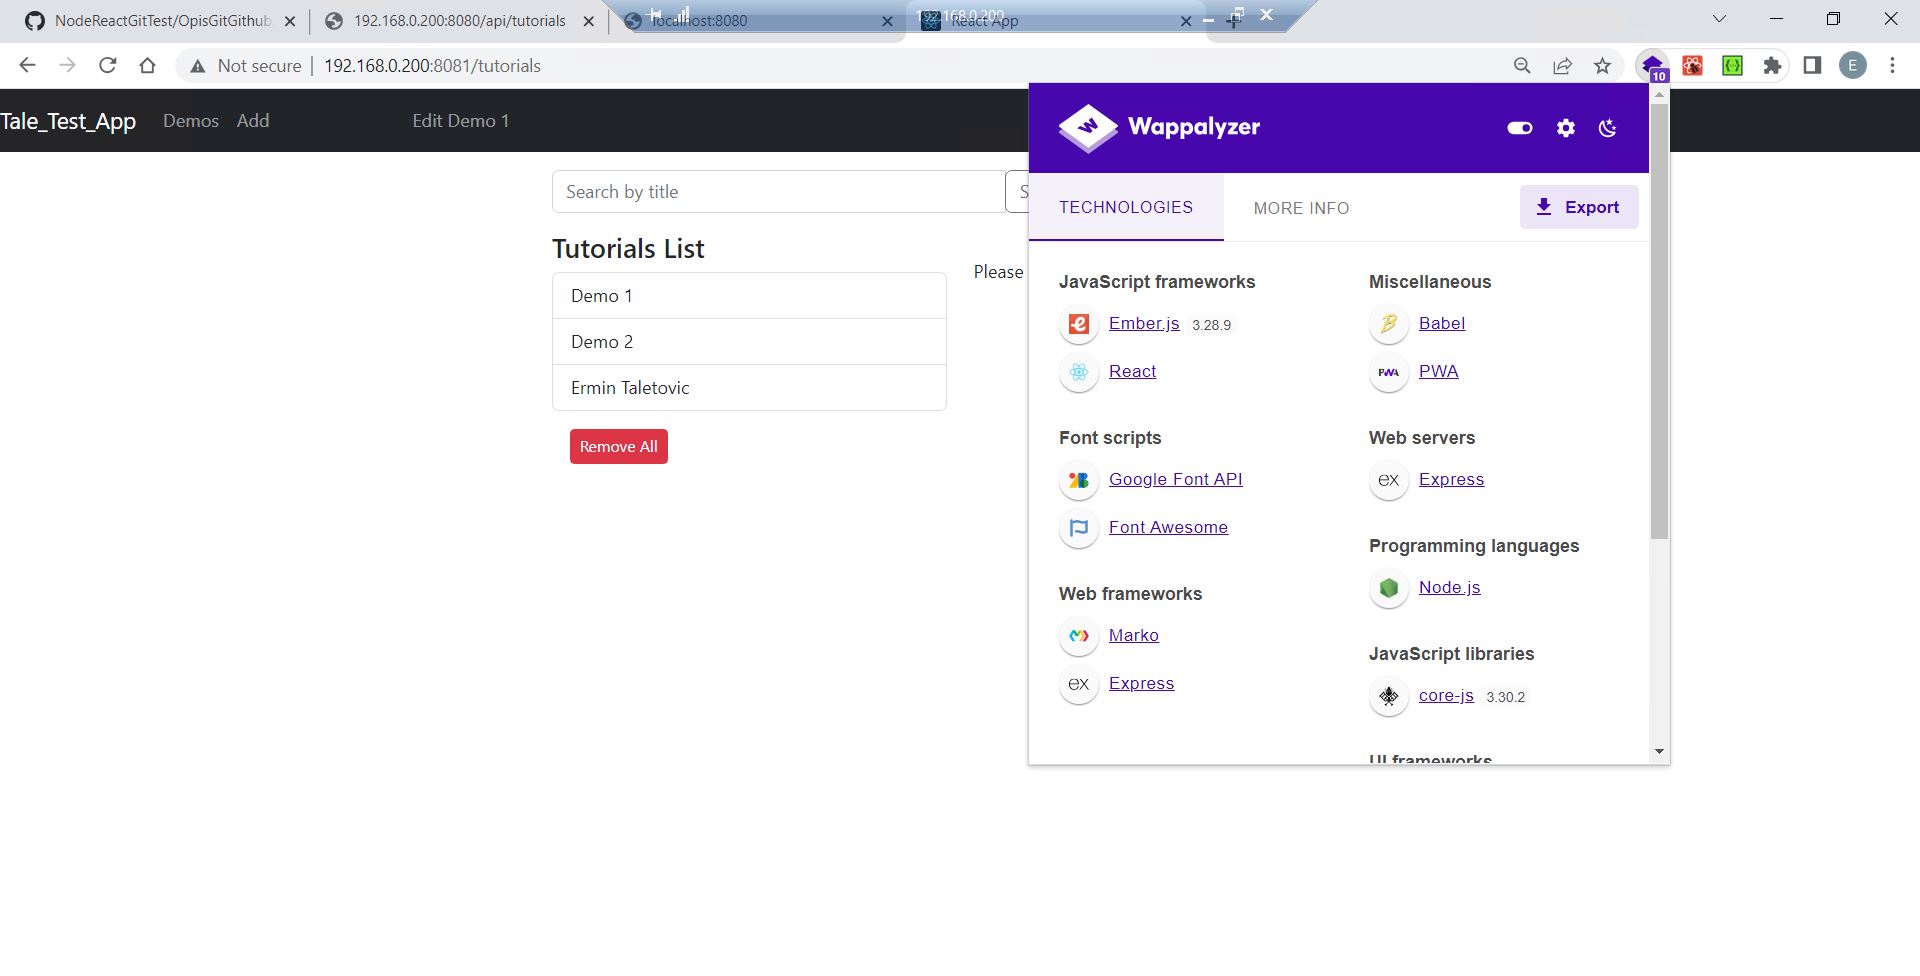 NodeReactGitTest/OpisGitGithub
192.168.0.200:8080/api/tutorials
localhost:8080
192.168.0.200
React App
Not secure
192.168.0.200:8081/tutorials
10
E
Tale_Test_App
Demos
Add
Edit Demo 1
Search by title
S
Tutorials List
Please
Demo 1
Demo 2
Ermin Taletovic
Remove All
Wappalyzer
TECHNOLOGIES
MORE INFO
Export
JavaScript frameworks
Ember.js 3.28.9
React
Font scripts
Google Font API
Font Awesome
Web frameworks
Marko
ex Express
Miscellaneous
Babel
PWA PWA
Web servers
ex Express
Programming languages
Node.js
JavaScript libraries
core-js 3.30.2
UI frameworks